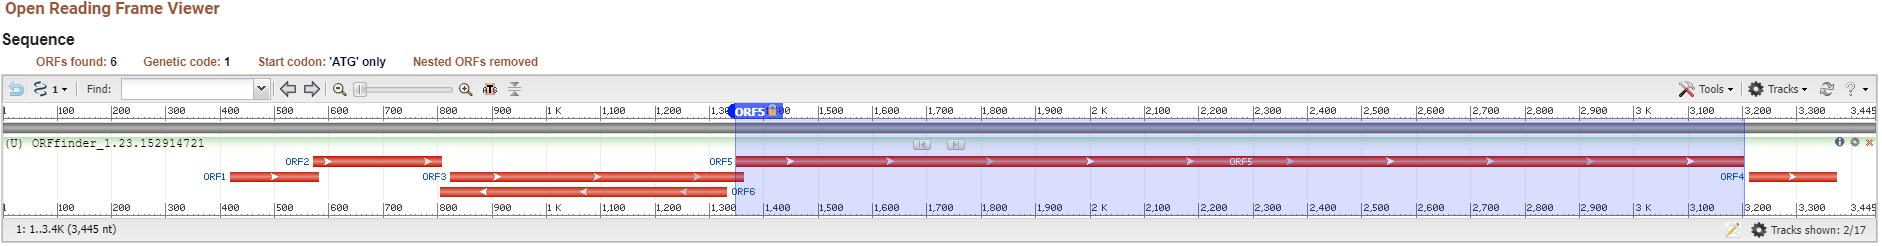 Open Reading Frame Viewer
Sequence
ORFs found: 6 Genetic code: 1 Start codon: 'ATG' only Nested ORFs removed
1 Find: ATG Tools Tracks ?
1 100 200 300 400 500 600 700 800 900 1 K 1,100 1,200 1,3 ORF5 400 1,500 1,600 1,700 1,800 1,900 2 K 2,100 2,200 2,300 2,400 2,500 2,600 2,700 2,800 2,900 3 K 3,100 3,200 3,300 3,445
(U) ORFfinder_1.23.152914721
ORF2 ORF5 ORF5
ORF1 ORF3 ORF4
ORF6
1 100 200 300 400 500 600 700 800 900 1 K 1,100 1,200 1,300 1,400 1,500 1,600 1,700 1,800 1,900 2 K 2,100 2,200 2,300 2,400 2,500 2,600 2,700 2,800 2,900 3 K 3,100 3,200 3,300 3,445
1: 1..3.4K (3,445 nt) Tracks shown: 2/17